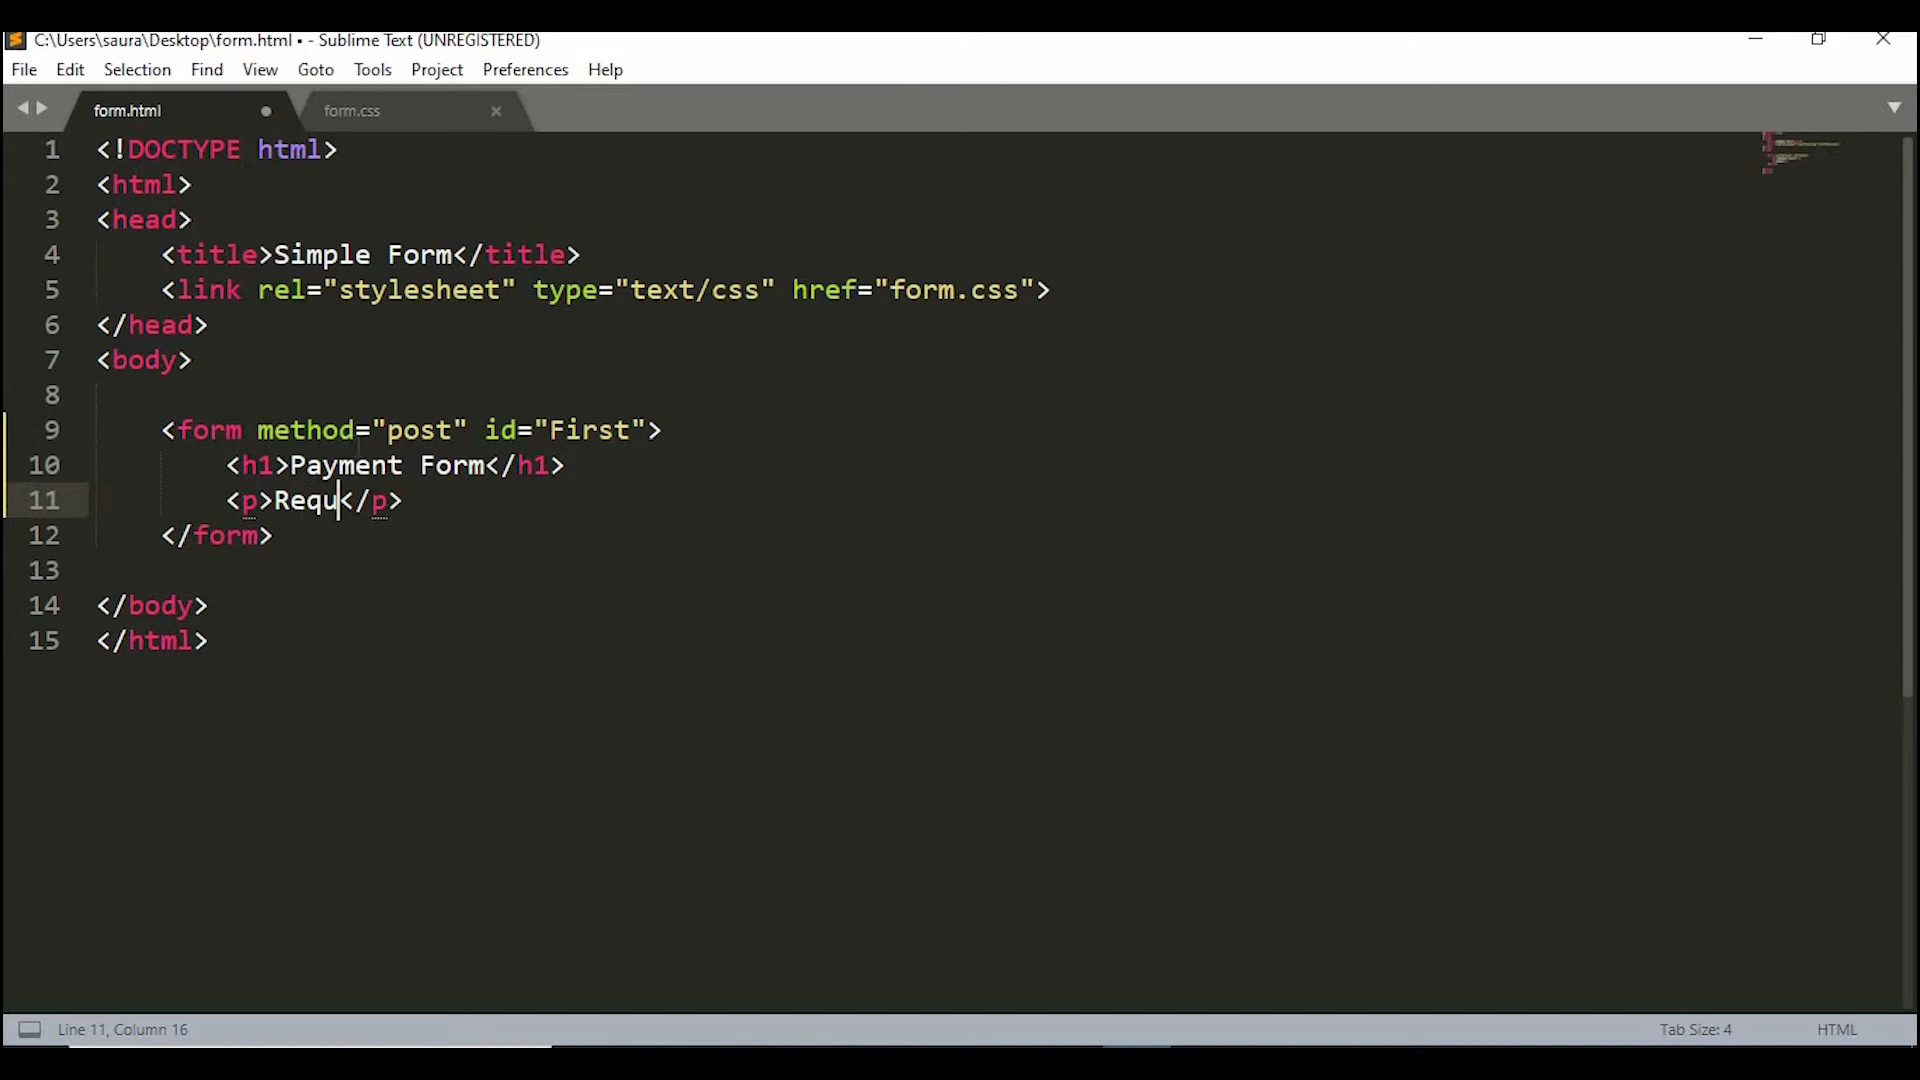 C:\Users\saura\Desktop\form.html • - Sublime Text (UNREGISTERED)
File Edit Selection Find View Goto Tools Project Preferences Help
form.html form.css
1 <!DOCTYPE html>
2 <html>
3 <head>
4 <title>Simple Form</title>
5 <link rel="stylesheet" type="text/css" href="form.css">
6 </head>
7 <body>
8
9 <form method="post" id="First">
10 <h1>Payment Form</h1>
11 <p>Requ</p>
12 </form>
13
14 </body>
15 </html>
Line 11, Column 16 Tab Size: 4 HTML